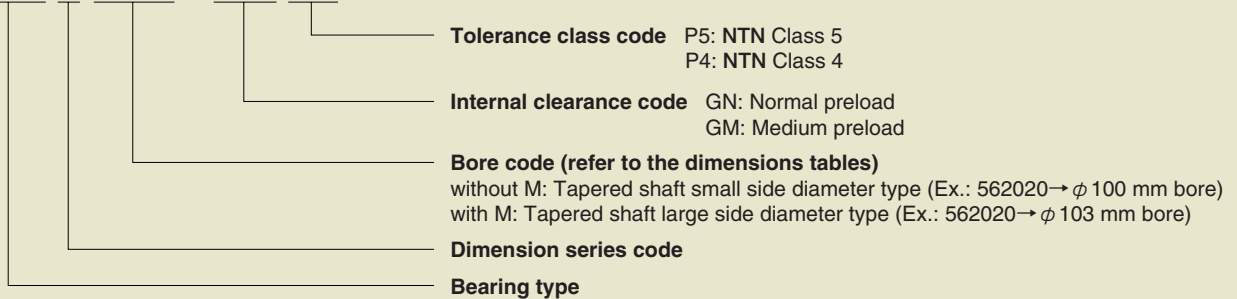 Tolerance class code P5: NTN Class 5
P4: NTN Class 4
Internal clearance code GN: Normal preload
GM: Medium preload
Bore code (refer to the dimensions tables)
without M: Tapered shaft small side diameter type (Ex.: 562020→φ100 mm bore)
with M: Tapered shaft large side diameter type (Ex.: 562020→φ103 mm bore)
Dimension series code
Bearing type